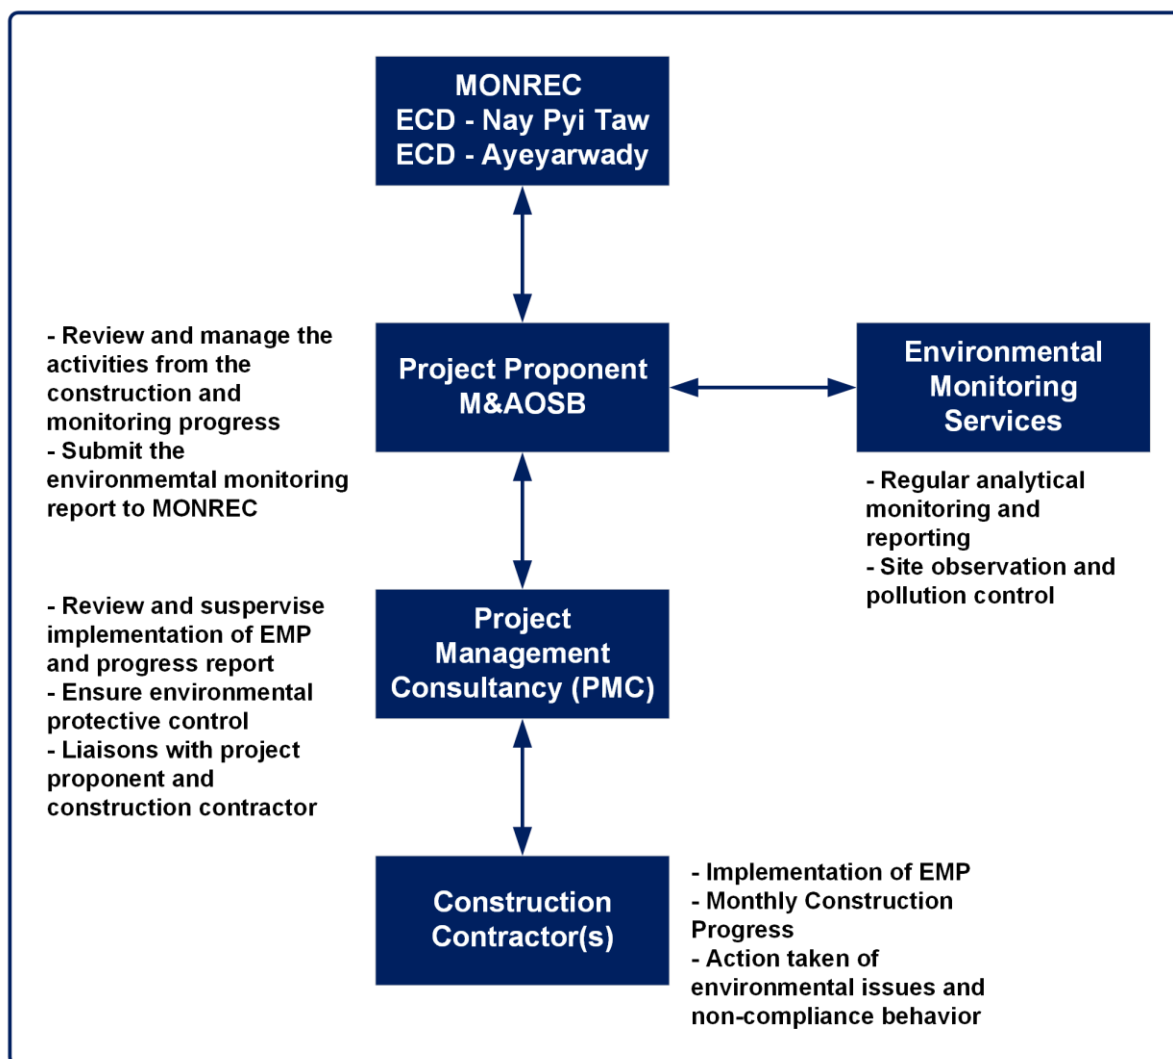 MONREC
ECD - Nay Pyi Taw
ECD - Ayeyarwady
- Review and manage the
activities from the
construction and
monitoring progress
- Submit the
environmemtal monitoring
report to MONREC
Project Proponent
M&AOSB
Environmental
Monitoring
Services
- Regular analytical
monitoring and
reporting
- Site observation and
pollution control
- Review and suspervise
implementation of EMP
and progress report
- Ensure environmental
protective control
- Liaisons with project
proponent and
construction contractor
Project
Management
Consultancy (PMC)
Construction
Contractor(s)
- Implementation of EMP
- Monthly Construction
Progress
- Action taken of
environmental issues and
non-compliance behavior